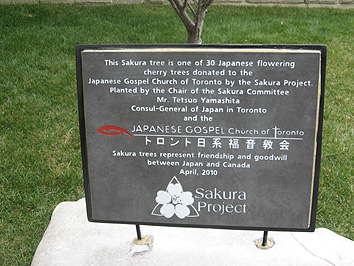 This Sakura tree is one of 30 Japanese flowering
cherry trees donated to the
Japanese Gospel Church of Toronto by the Sakura Project.
Planted by the Chair of the Sakura Committee
Mr. Tetsuo Yamashita
Consul-General of Japan in Toronto
and the
JAPANESE GOSPEL Church of Toronto
トロント日系福音教会
Sakura trees represent friendship and goodwill
between Japan and Canada
April, 2010
Sakura
Project